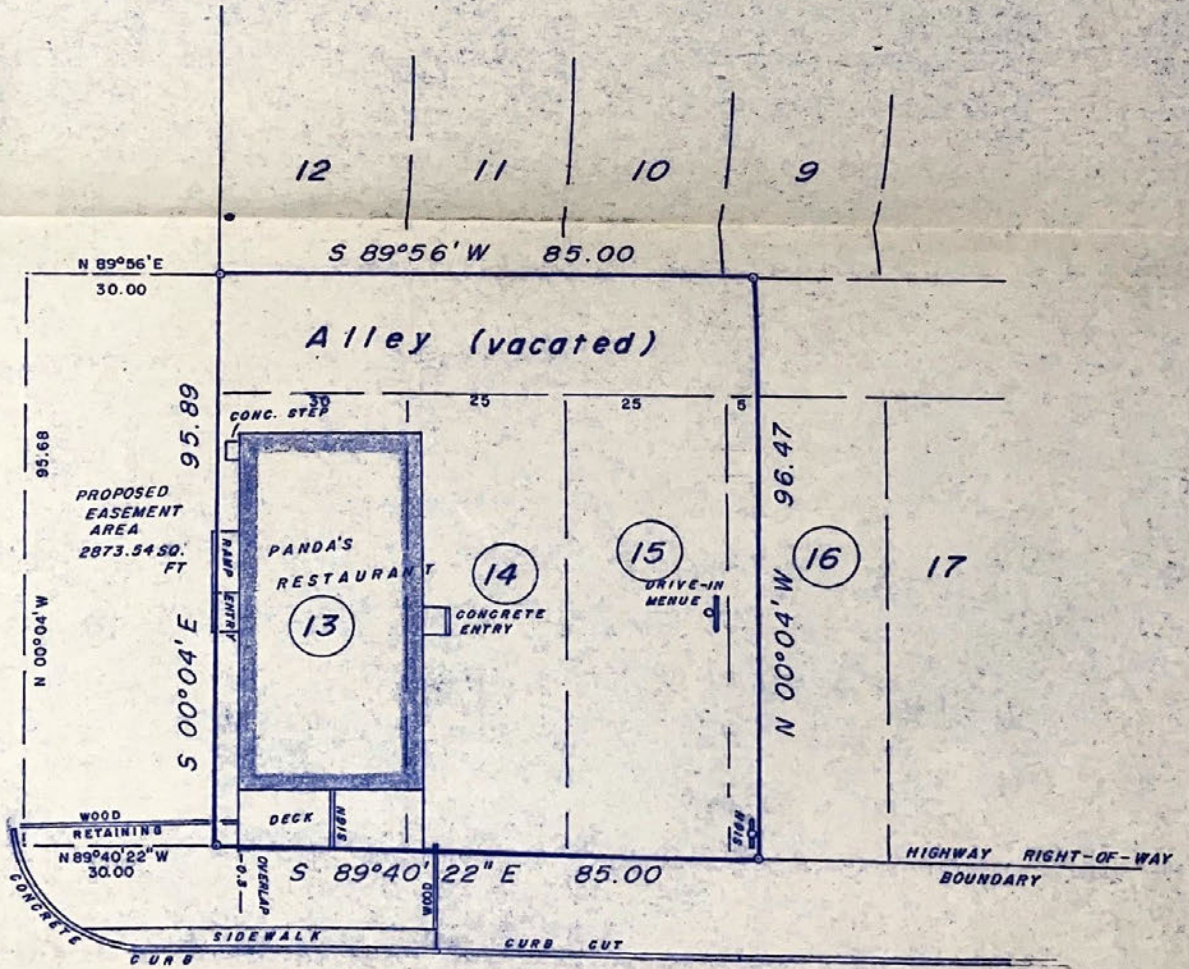 12 11 10 9
S 89°56' W 85.00
N 89°56'E
30.00
Alley (vacated)
30 25 25 5
CONC. STEP
95.89
95.68
96.47
PROPOSED
EASEMENT
AREA
2873.54 SQ.
FT
RAMP
ENTRY
PANDA'S
RESTAURANT
13
14
15
16
17
DRIVE-IN
MENUE
CONCRETE
ENTRY
N 00°04' W
S 00°04' E
N 00°04' W
WOOD
RETAINING
DECK
SIGN
SIGN
N 89°40'22" W
30.00
0.5
OVERLAP
S 89°40' 22" E 85.00
WOOD
HIGHWAY RIGHT-OF-WAY
BOUNDARY
CONCRETE
SIDEWALK
CURB
CURB CUT